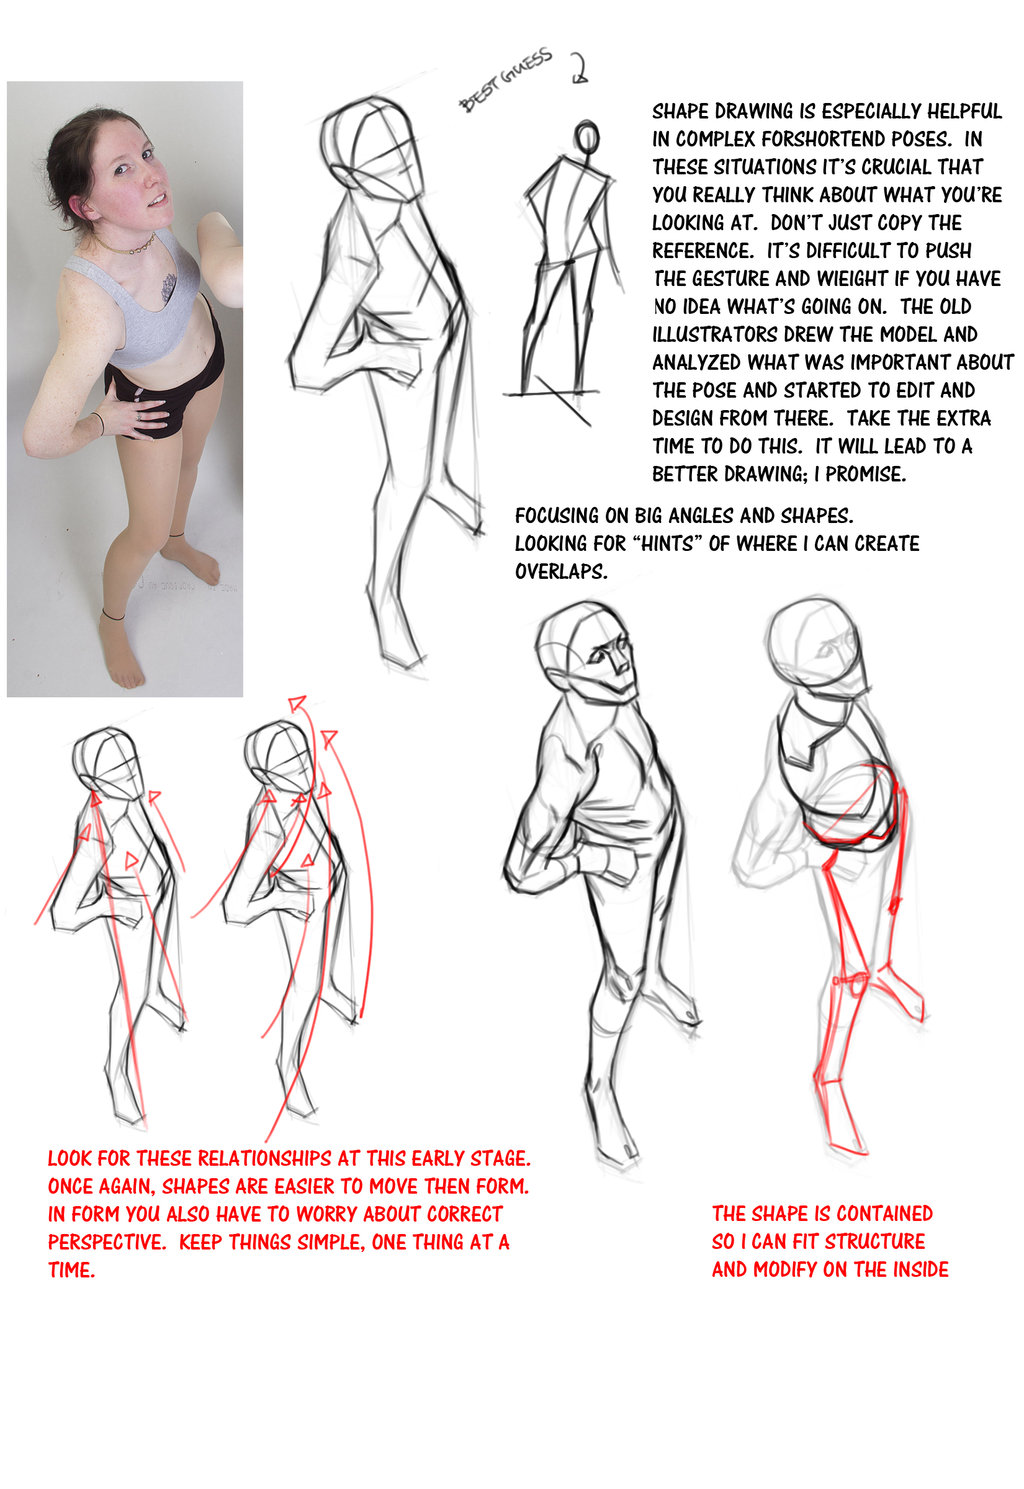 BEST GUESS
SHAPE DRAWING IS ESPECIALLY HELPFUL
IN COMPLEX FORSHORTEND POSES.  IN
THESE SITUATIONS IT'S CRUCIAL THAT
YOU REALLY THINK ABOUT WHAT YOU'RE
LOOKING AT.  DON'T JUST COPY THE
REFERENCE.  IT'S DIFFICULT TO PUSH
THE GESTURE AND WIEIGHT IF YOU HAVE
NO IDEA WHAT'S GOING ON.  THE OLD
ILLUSTRATORS DREW THE MODEL AND
ANALYZED WHAT WAS IMPORTANT ABOUT
THE POSE AND STARTED TO EDIT AND
DESIGN FROM THERE.  TAKE THE EXTRA
TIME TO DO THIS.  IT WILL LEAD TO A
BETTER DRAWING; I PROMISE.
FOCUSING ON BIG ANGLES AND SHAPES.
LOOKING FOR “HINTS” OF WHERE I CAN CREATE
OVERLAPS.
LOOK FOR THESE RELATIONSHIPS AT THIS EARLY STAGE.
ONCE AGAIN, SHAPES ARE EASIER TO MOVE THEN FORM.
IN FORM YOU ALSO HAVE TO WORRY ABOUT CORRECT
PERSPECTIVE.  KEEP THINGS SIMPLE, ONE THING AT A
TIME.
THE SHAPE IS CONTAINED
SO I CAN FIT STRUCTURE
AND MODIFY ON THE INSIDE